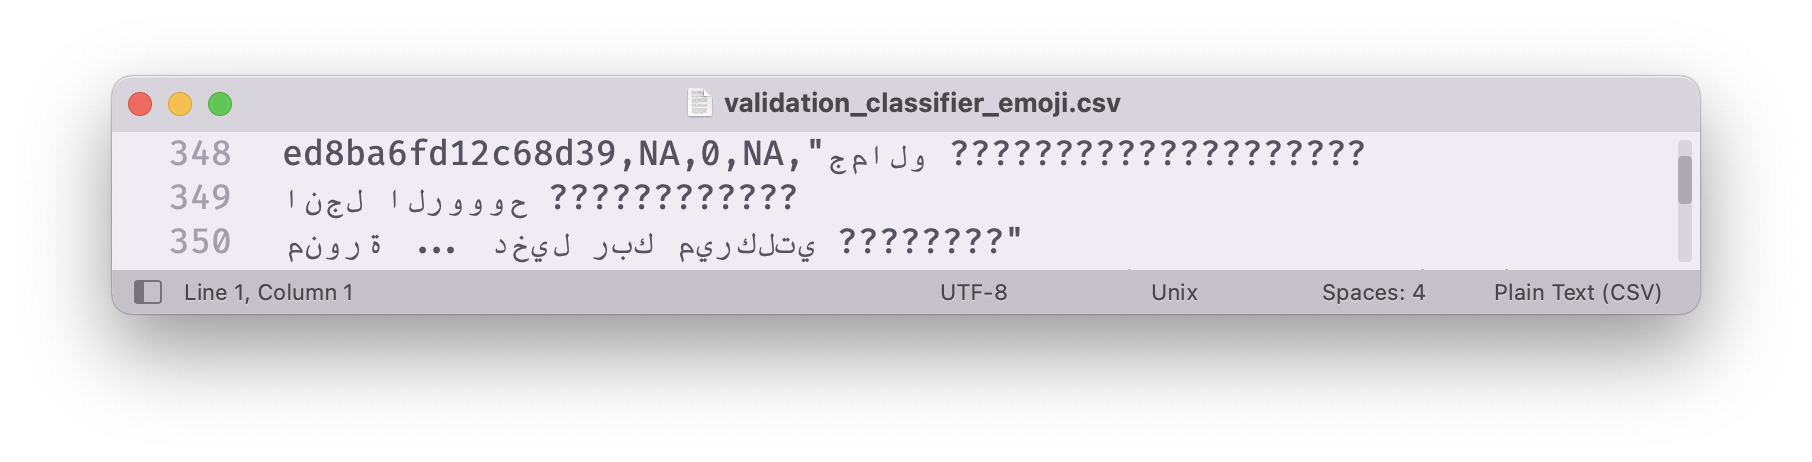 validation_classifier_emoji.csv
348 ed8ba6fd12c68d39,NA,0,NA,"جمالو ????????????????????
349 انجل الروووح ????????????
350 منورة ... دخيل ربك ميركلتي ????????"
Line 1, Column 1 UTF-8 Unix Spaces: 4 Plain Text (CSV)